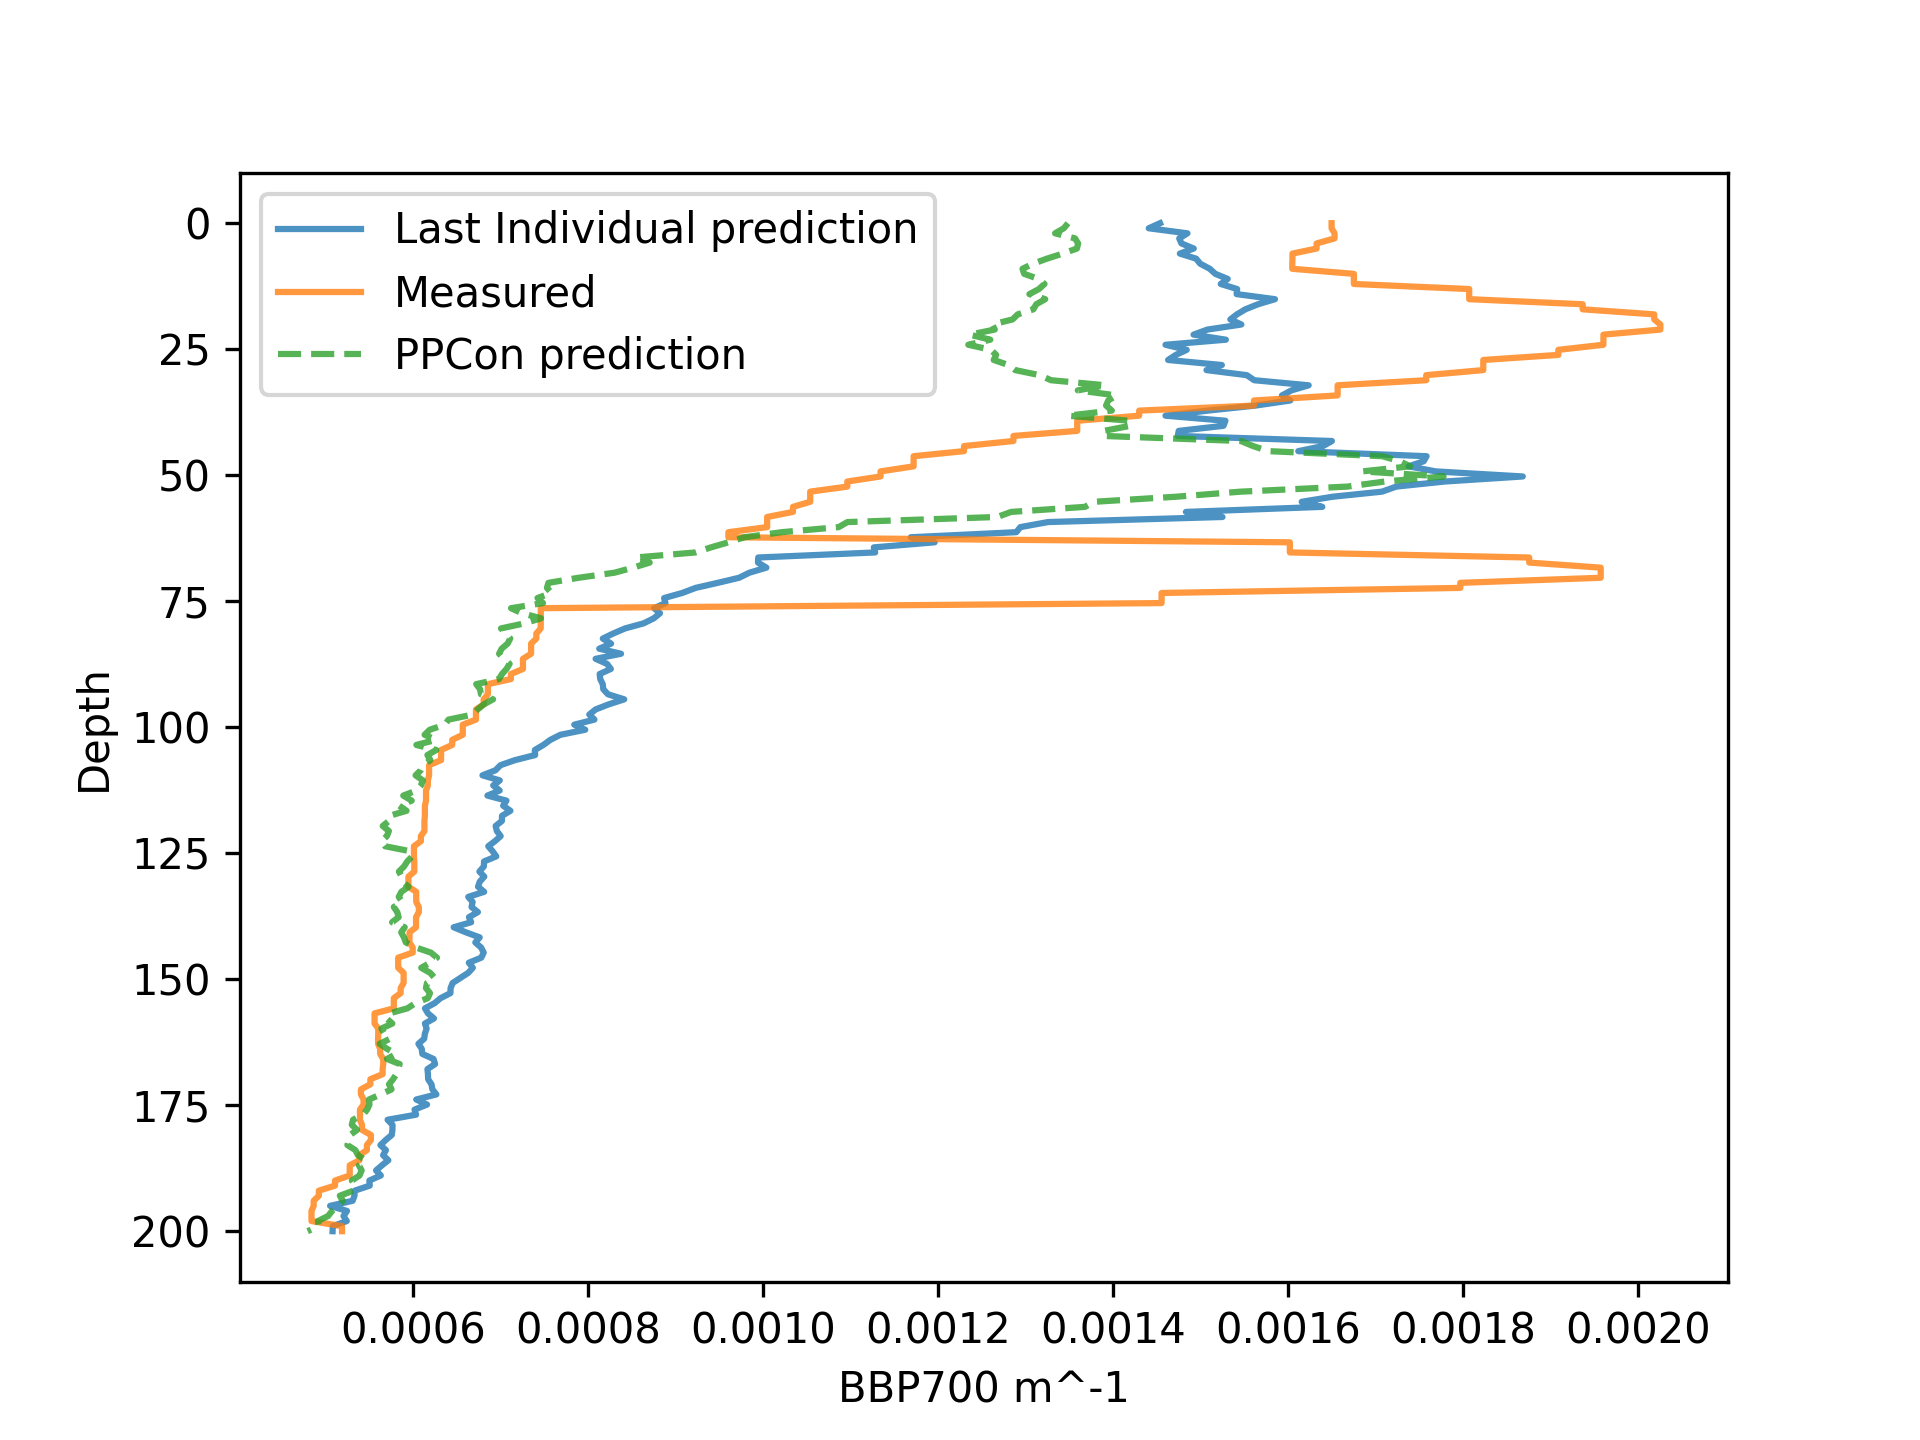 Last Individual prediction
Measured
PPCon prediction
0
25
50
75
100
125
150
175
200
Depth
0.0006 0.0008 0.0010 0.0012 0.0014 0.0016 0.0018 0.0020
BBP700 m^-1